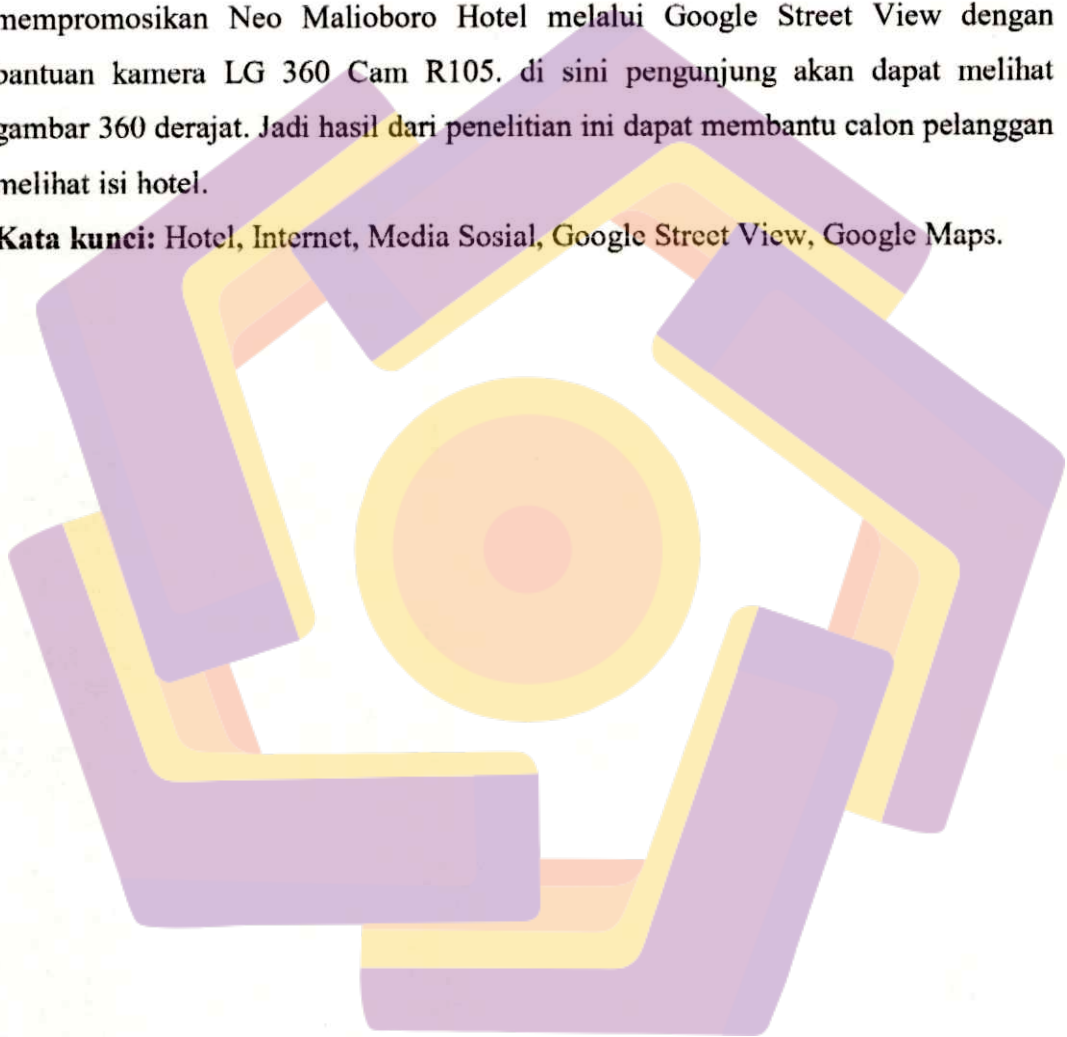 mempromosikan Neo Malioboro Hotel melalui Google Street View dengan
bantuan kamera LG 360 Cam R105. di sini pengunjung akan dapat melihat
gambar 360 derajat. Jadi hasil dari penelitian ini dapat membantu calon pelanggan
melihat isi hotel.
Kata kunci: Hotel, Internet, Media Sosial, Google Street View, Google Maps.